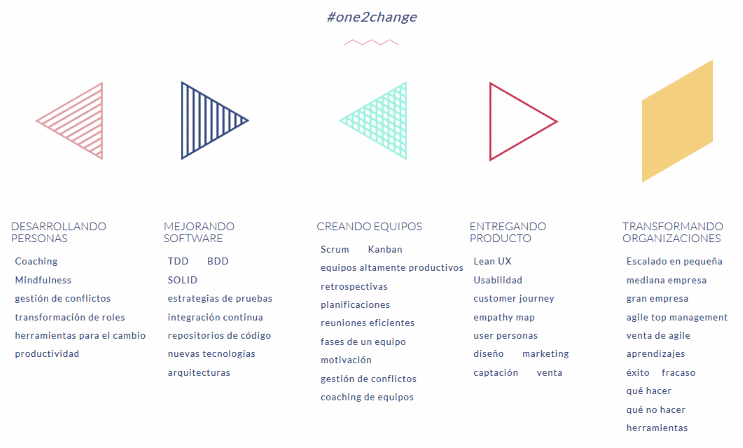 #one2change
DESARROLLANDO
PERSONAS
Coaching
Mindfulness
gestión de conflictos
transformación de roles
herramientas para el cambio
productividad
MEJORANDO
SOFTWARE
TDD BDD
SOLID
estrategias de pruebas
integración continua
repositorios de código
nuevas tecnologías
arquitecturas
CREANDO EQUIPOS
Scrum Kanban
equipos altamente productivos
retrospectivas
planificaciones
reuniones eficientes
fases de un equipo
motivación
gestión de conflictos
coaching de equipos
ENTREGANDO
PRODUCTO
Lean UX
Usabilidad
customer journey
empathy map
user personas
diseño marketing
captación venta
TRANSFORMANDO
ORGANIZACIONES
Escalado en pequeña
mediana empresa
gran empresa
agile top management
venta de agile
aprendizajes
éxito fracaso
qué hacer
qué no hacer
herramientas